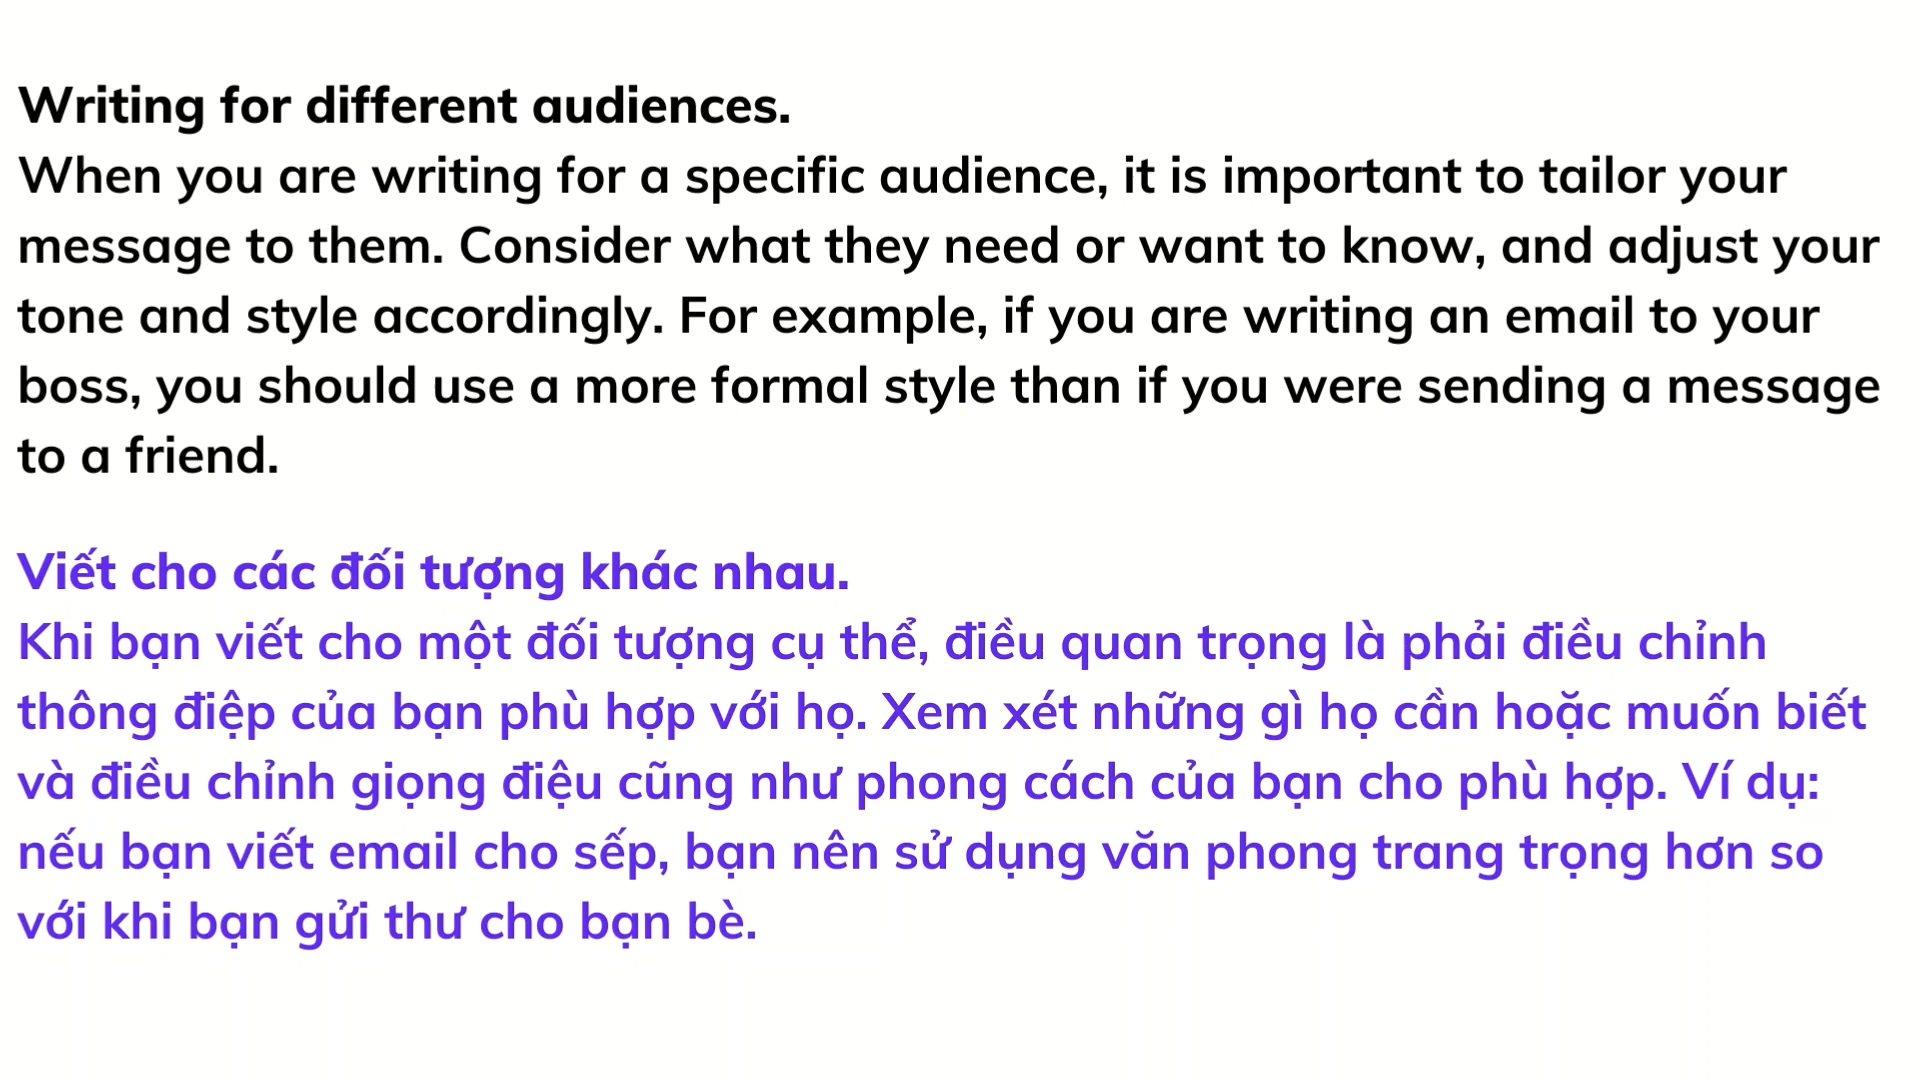 Writing for different audiences.
When you are writing for a specific audience, it is important to tailor your
message to them. Consider what they need or want to know, and adjust your
tone and style accordingly. For example, if you are writing an email to your
boss, you should use a more formal style than if you were sending a message
to a friend.
Viết cho các đối tượng khác nhau.
Khi bạn viết cho một đối tượng cụ thể, điều quan trọng là phải điều chỉnh
thông điệp của bạn phù hợp với họ. Xem xét những gì họ cần hoặc muốn biết
và điều chỉnh giọng điệu cũng như phong cách của bạn cho phù hợp. Ví dụ:
nếu bạn viết email cho sếp, bạn nên sử dụng văn phong trang trọng hơn so
với khi bạn gửi thư cho bạn bè.